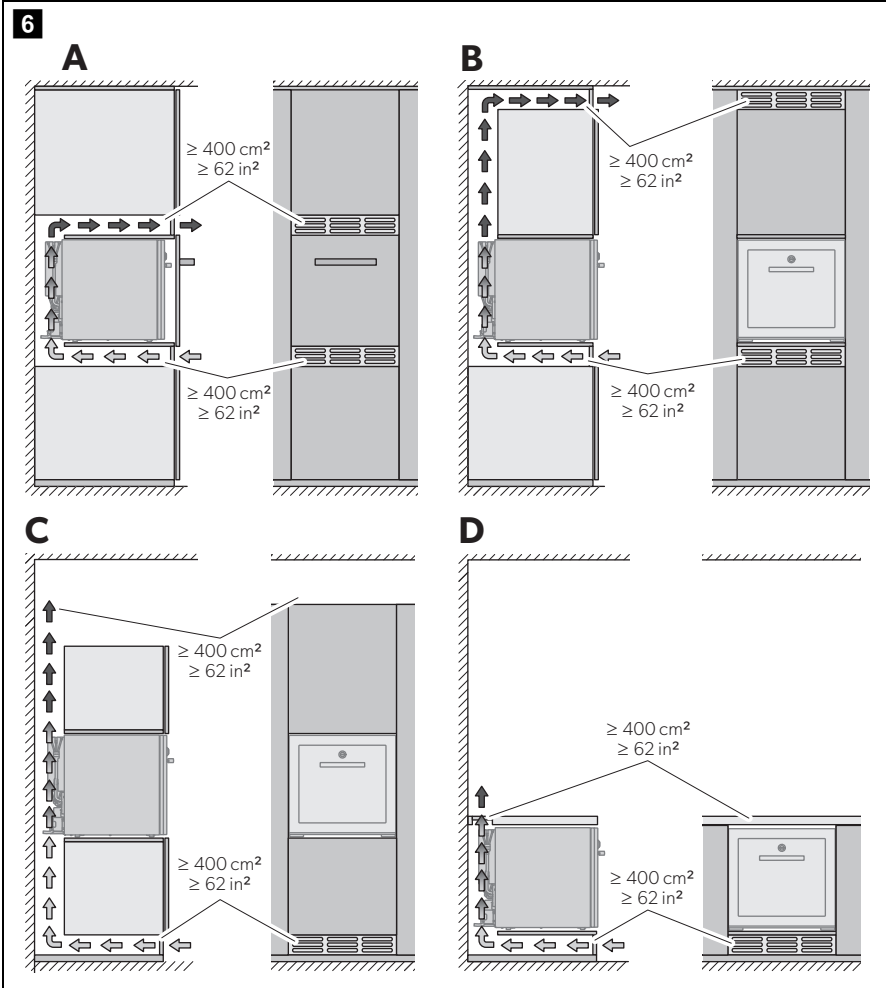 6
A
≥ 400 cm²
≥ 62 in²
≥ 400 cm²
≥ 62 in²
B
≥ 400 cm²
≥ 62 in²
≥ 400 cm²
≥ 62 in²
C
≥ 400 cm²
≥ 62 in²
≥ 400 cm²
≥ 62 in²
D
≥ 400 cm²
≥ 62 in²
≥ 400 cm²
≥ 62 in²